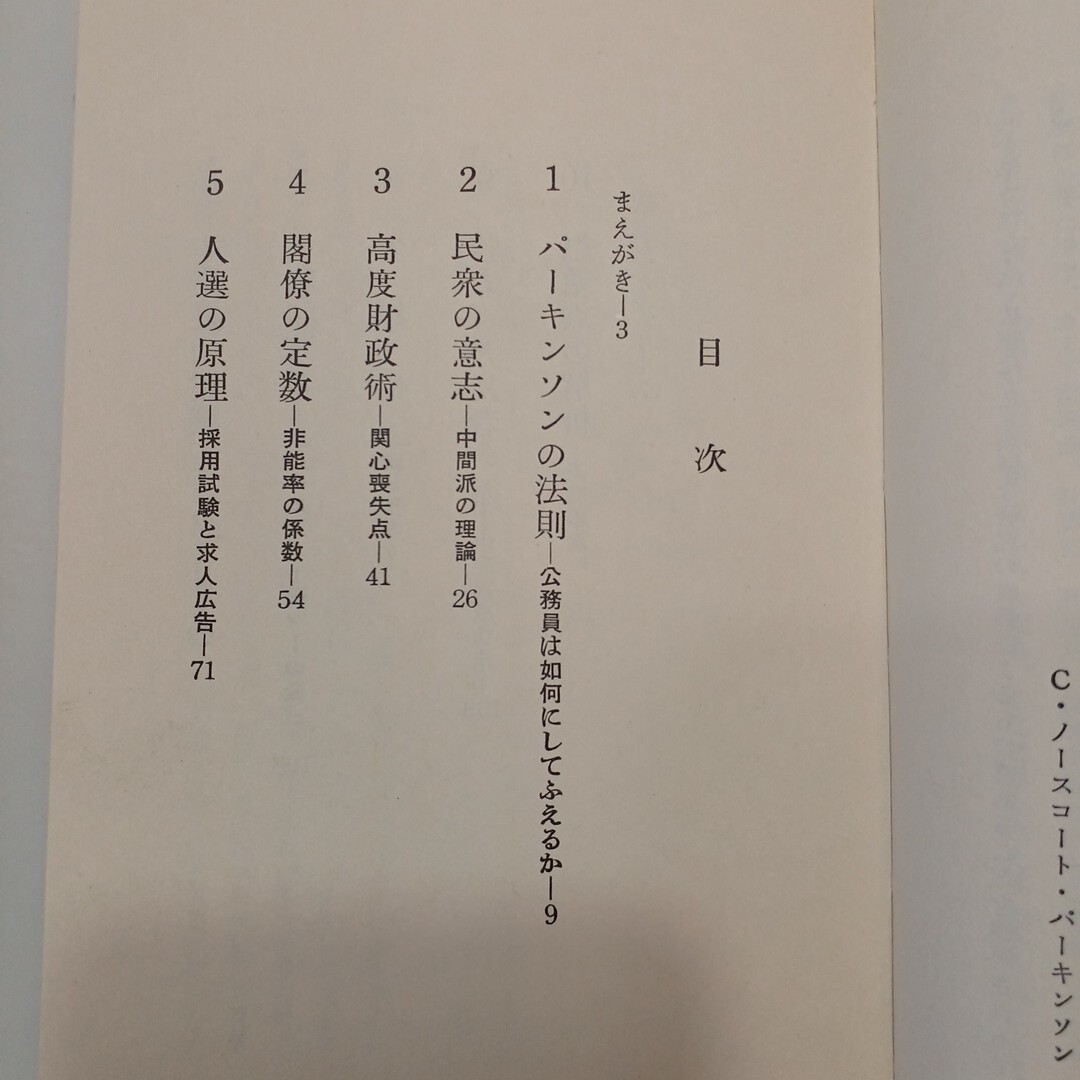 C・ノースコート・パーキンソン
目次
まえがき—3
1 パーキンソンの法則—公務員は如何にしてふえるか—9
2 民衆の意志—中間派の理論—26
3 高度財政術—関心喪失点—41
4 閣僚の定数—非能率の係数—54
5 人選の原理—採用試験と求人広告—71